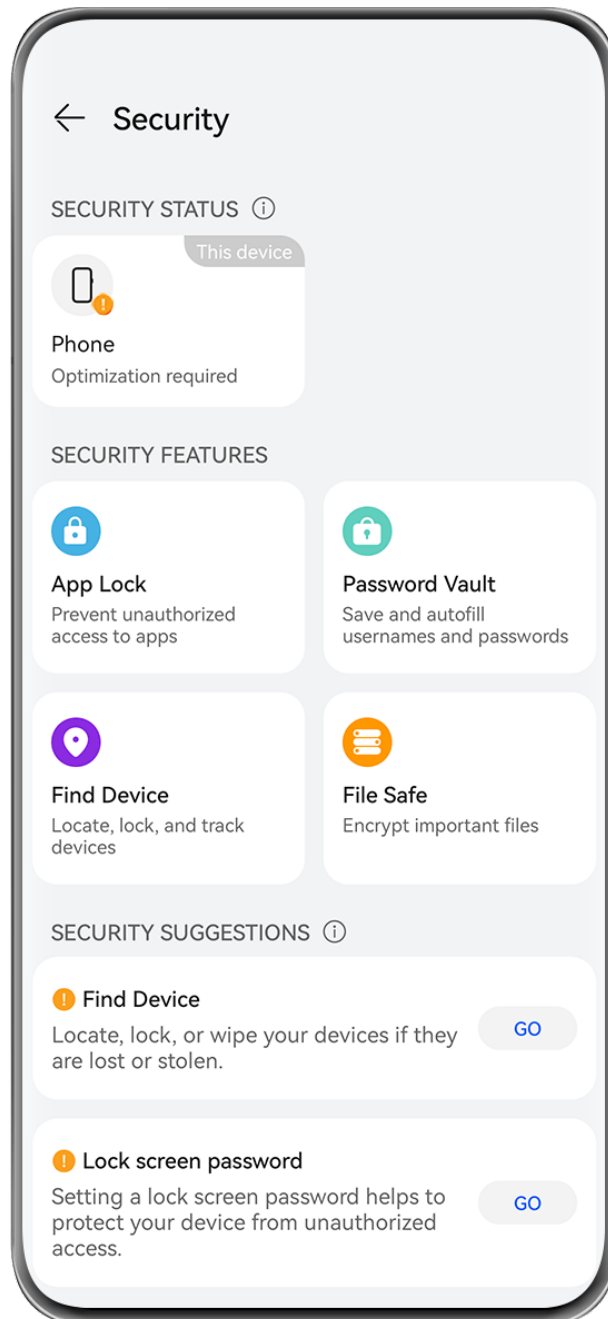 Security
SECURITY STATUS
This device
Phone
Optimization required
SECURITY FEATURES
App Lock
Prevent unauthorized
access to apps
Password Vault
Save and autofill
usernames and passwords
Find Device
Locate, lock, and track
devices
File Safe
Encrypt important files
SECURITY SUGGESTIONS
Find Device
Locate, lock, or wipe your devices if they
are lost or stolen.
GO
Lock screen password
Setting a lock screen password helps to
protect your device from unauthorized
access.
GO